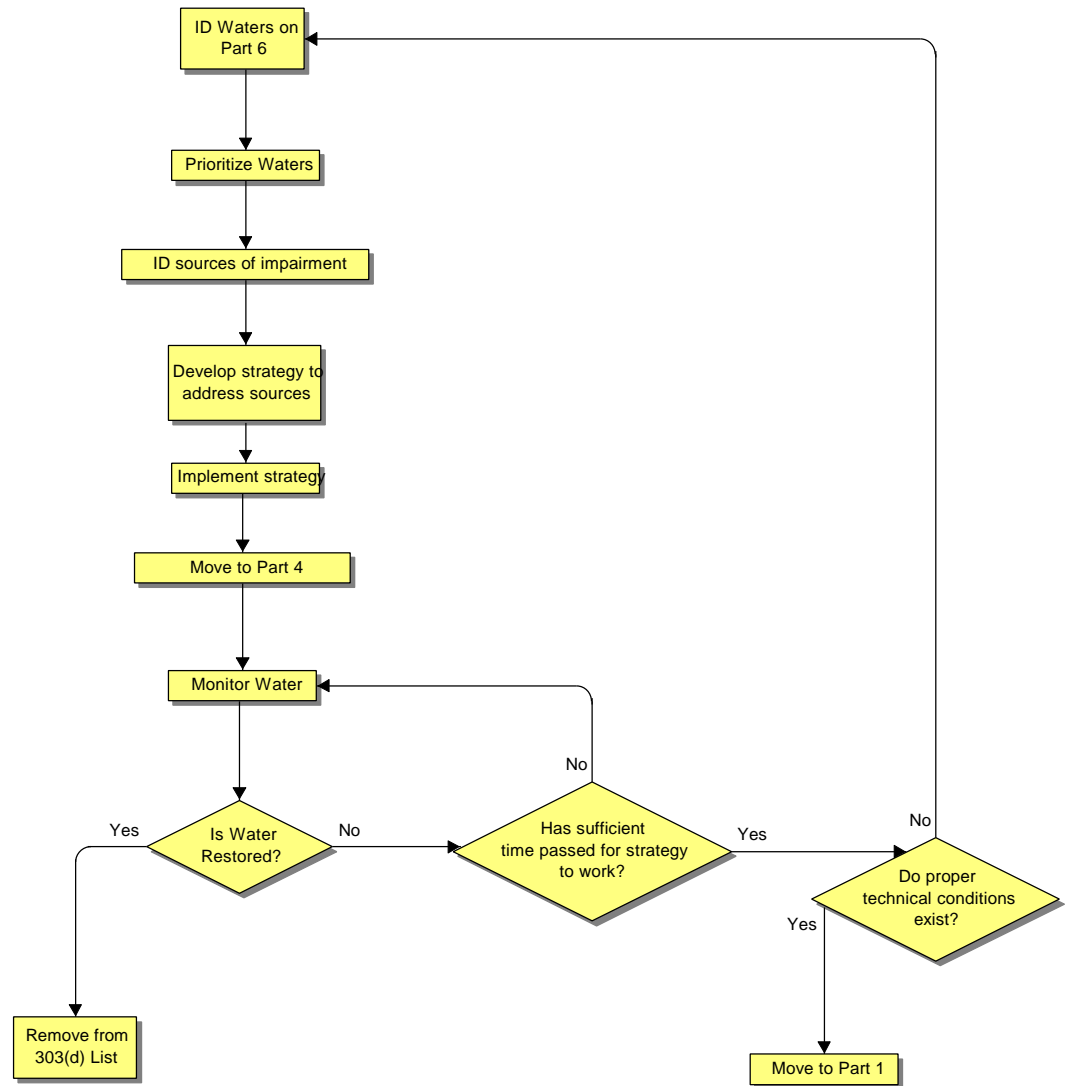 ID Waters on
Part 6
Prioritize Waters
ID sources of impairment
Develop strategy to
address sources
Implement strategy
Move to Part 4
Monitor Water
No
Yes
Is Water
Restored?
No
Has sufficient
time passed for strategy
to work?
Yes
No
Do proper
technical conditions
exist?
Yes
Remove from
303(d) List
Move to Part 1